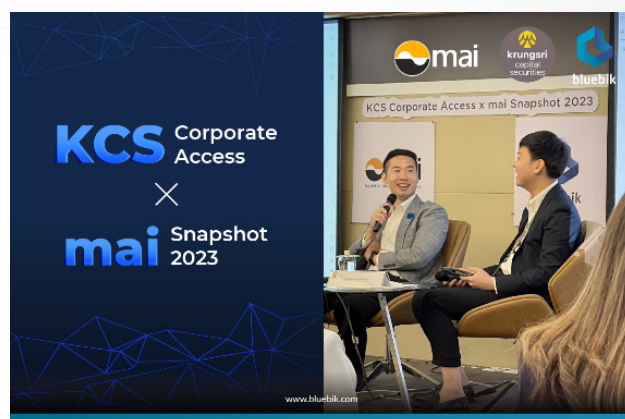 KCS Corporate
Access
mai Snapshot
2023
mai
krungsri
capital
securities
bluebik
KCS Corporate Access x mai Snapshot 2023
mai
www.bluebik.com